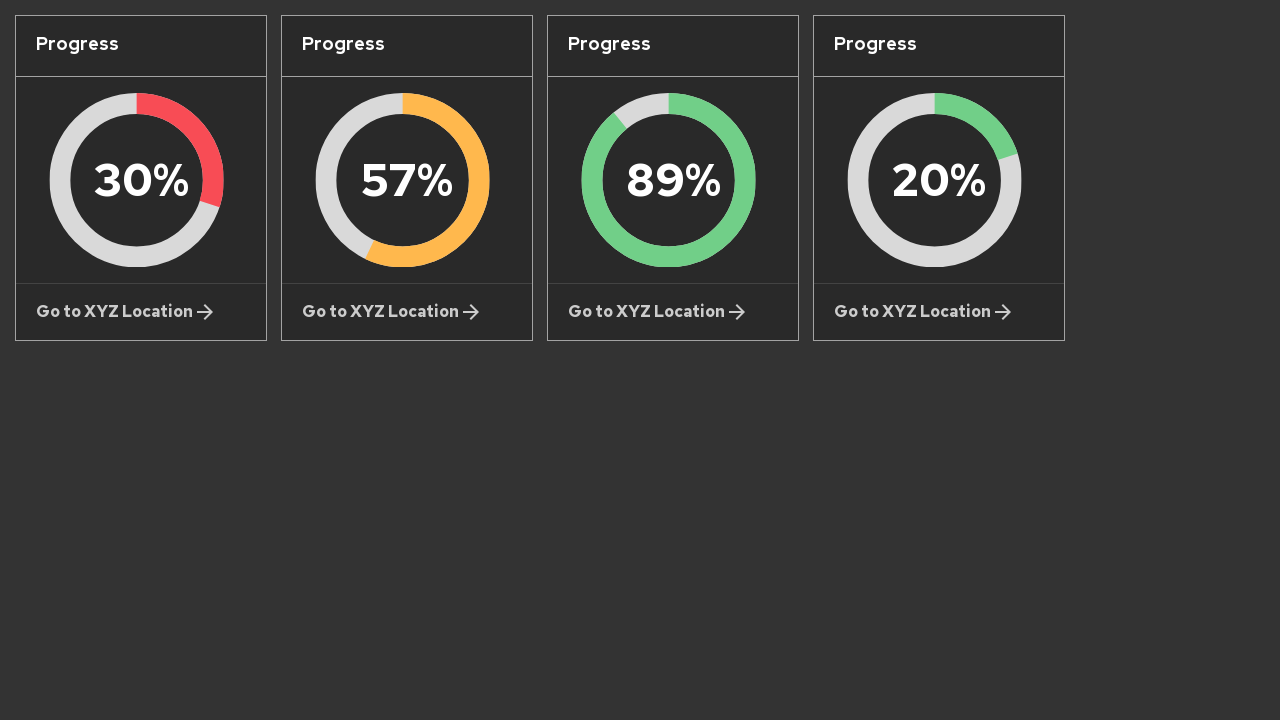 Progress
30%
Go to XYZ Location
Progress
57%
Go to XYZ Location
Progress
89%
Go to XYZ Location
Progress
20%
Go to XYZ Location